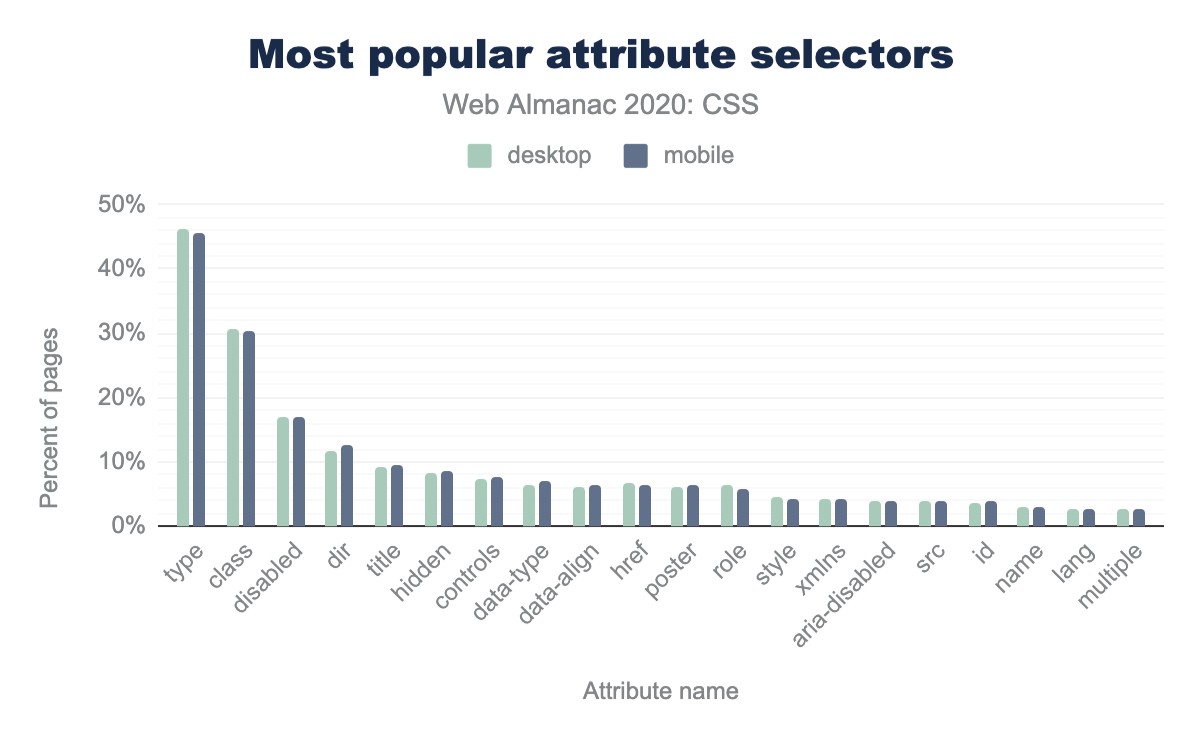 Most popular attribute selectors
Web Almanac 2020: CSS
desktop
mobile
Percent of pages
50%
40%
30%
20%
10%
0%
type
class
disabled
dir
title
hidden
controls
data-type
data-align
href
poster
role
style
xmlns
aria-disabled
src
id
name
lang
multiple
Attribute name